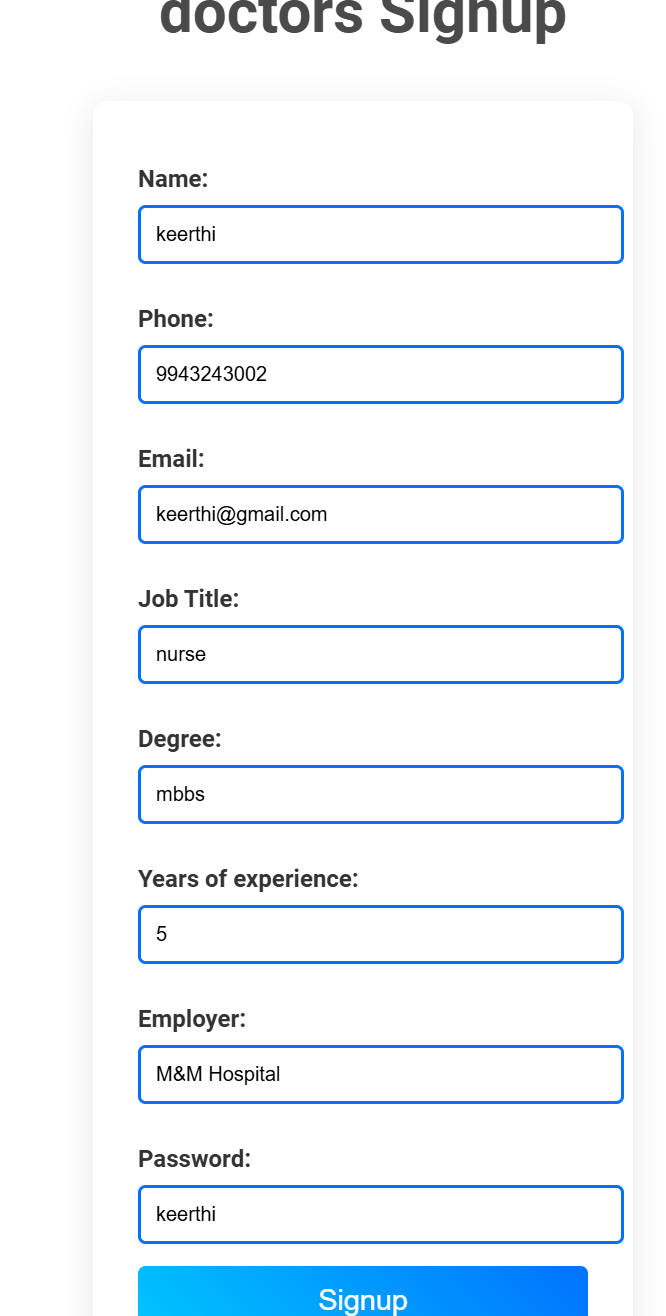 doctors Signup
Name:
keerthi
Phone:
9943243002
Email:
keerthi@gmail.com
Job Title:
nurse
Degree:
mbbs
Years of experience:
5
Employer:
M&M Hospital
Password:
keerthi
Signup